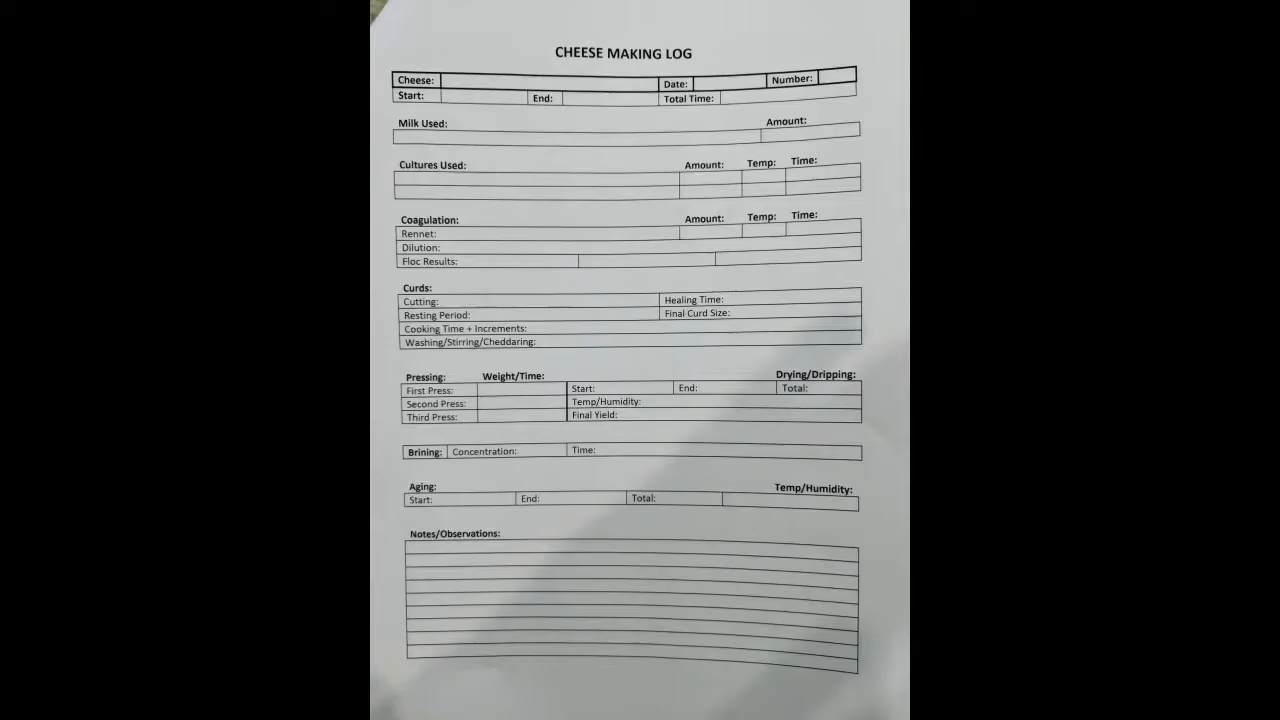 CHEESE MAKING LOG
Cheese: Date: Number:
Start: End: Total Time:
Milk Used: Amount:
Cultures Used: Amount: Temp: Time:
Coagulation: Amount: Temp: Time:
Rennet:
Dilution:
Floc Results:
Curds:
Cutting: Healing Time:
Resting Period: Final Curd Size:
Cooking Time + Increments:
Washing/Stirring/Cheddaring:
Pressing: Weight/Time: Drying/Dripping:
First Press: Start: End: Total:
Second Press: Temp/Humidity:
Third Press: Final Yield:
Brining: Concentration: Time:
Aging: Temp/Humidity:
Start: End: Total:
Notes/Observations: